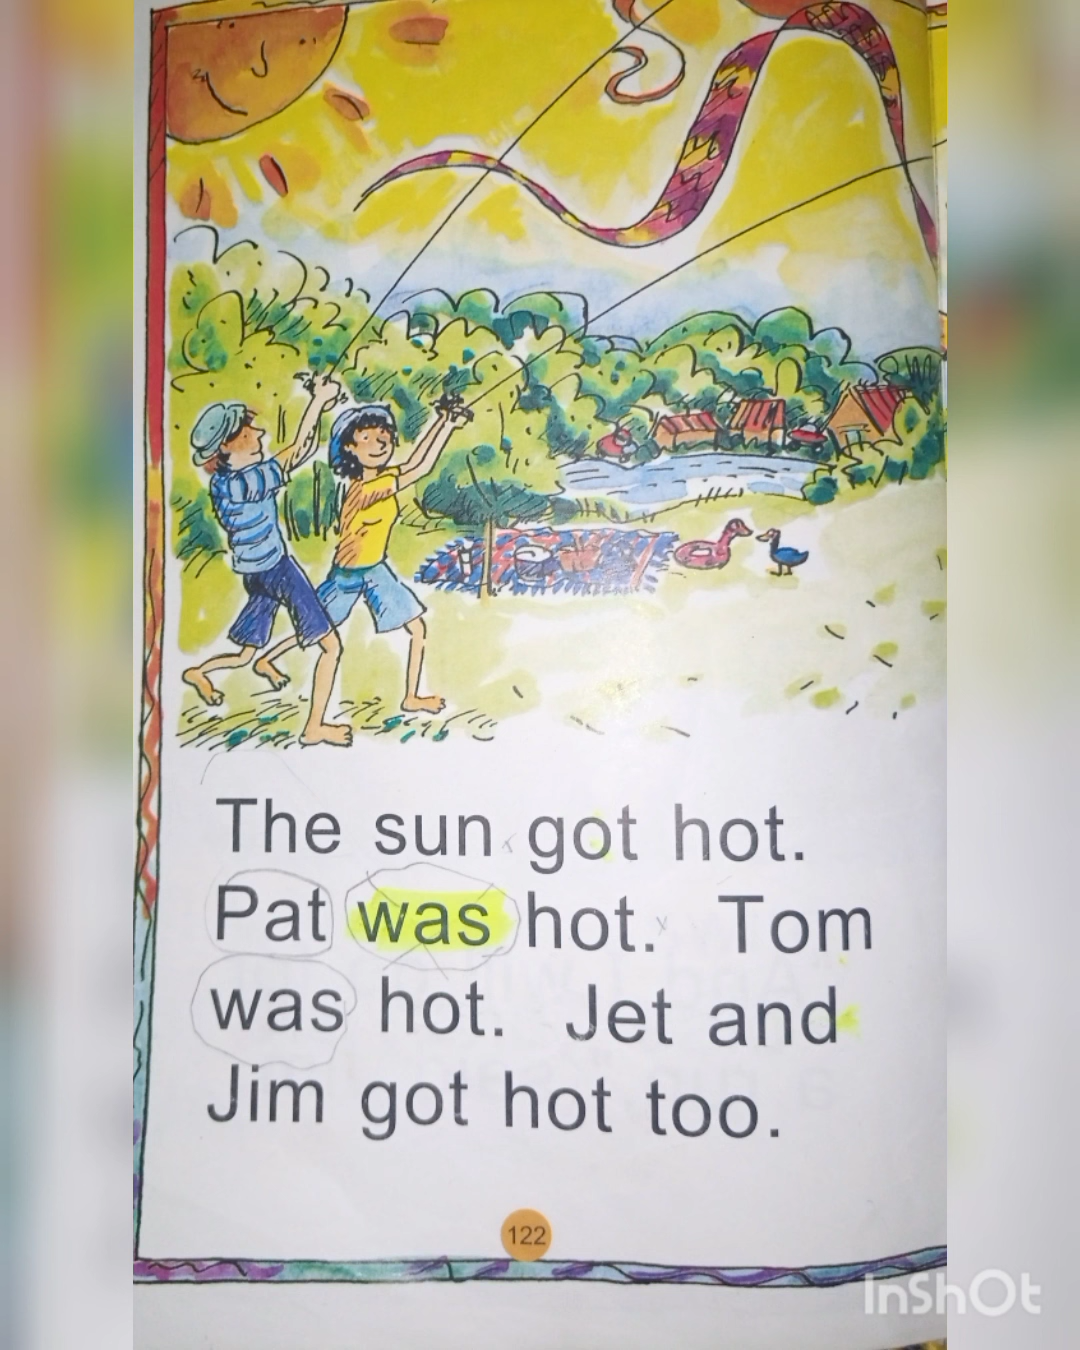 The sun got hot.
Pat was hot. Tom
was hot. Jet and
Jim got hot too.
122
InShOt